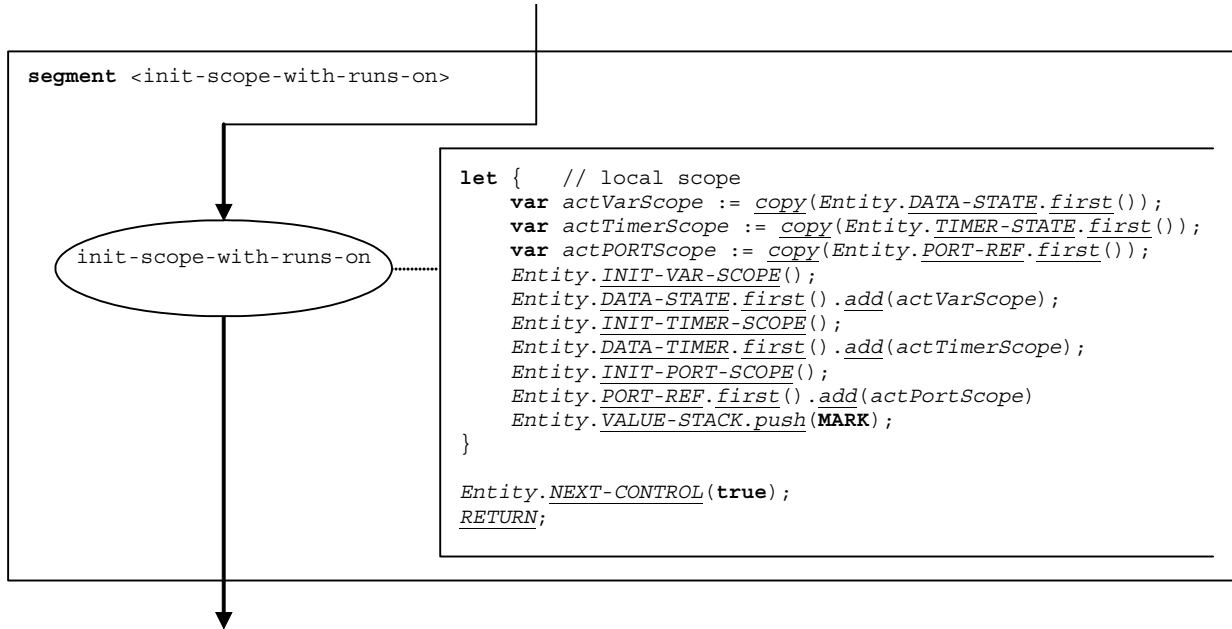 segment <init-scope-with-runs-on>
init-scope-with-runs-on
let {   // local scope
var actVarScope := copy(Entity.DATA-STATE.first());
var actTimerScope := copy(Entity.TIMER-STATE.first());
var actPORTScope := copy(Entity.PORT-REF.first());
Entity.INIT-VAR-SCOPE();
Entity.DATA-STATE.first().add(actVarScope);
Entity.INIT-TIMER-SCOPE();
Entity.DATA-TIMER.first().add(actTimerScope);
Entity.INIT-PORT-SCOPE();
Entity.PORT-REF.first().add(actPortScope)
Entity.VALUE-STACK.push(MARK);
}
Entity.NEXT-CONTROL(true);
RETURN;